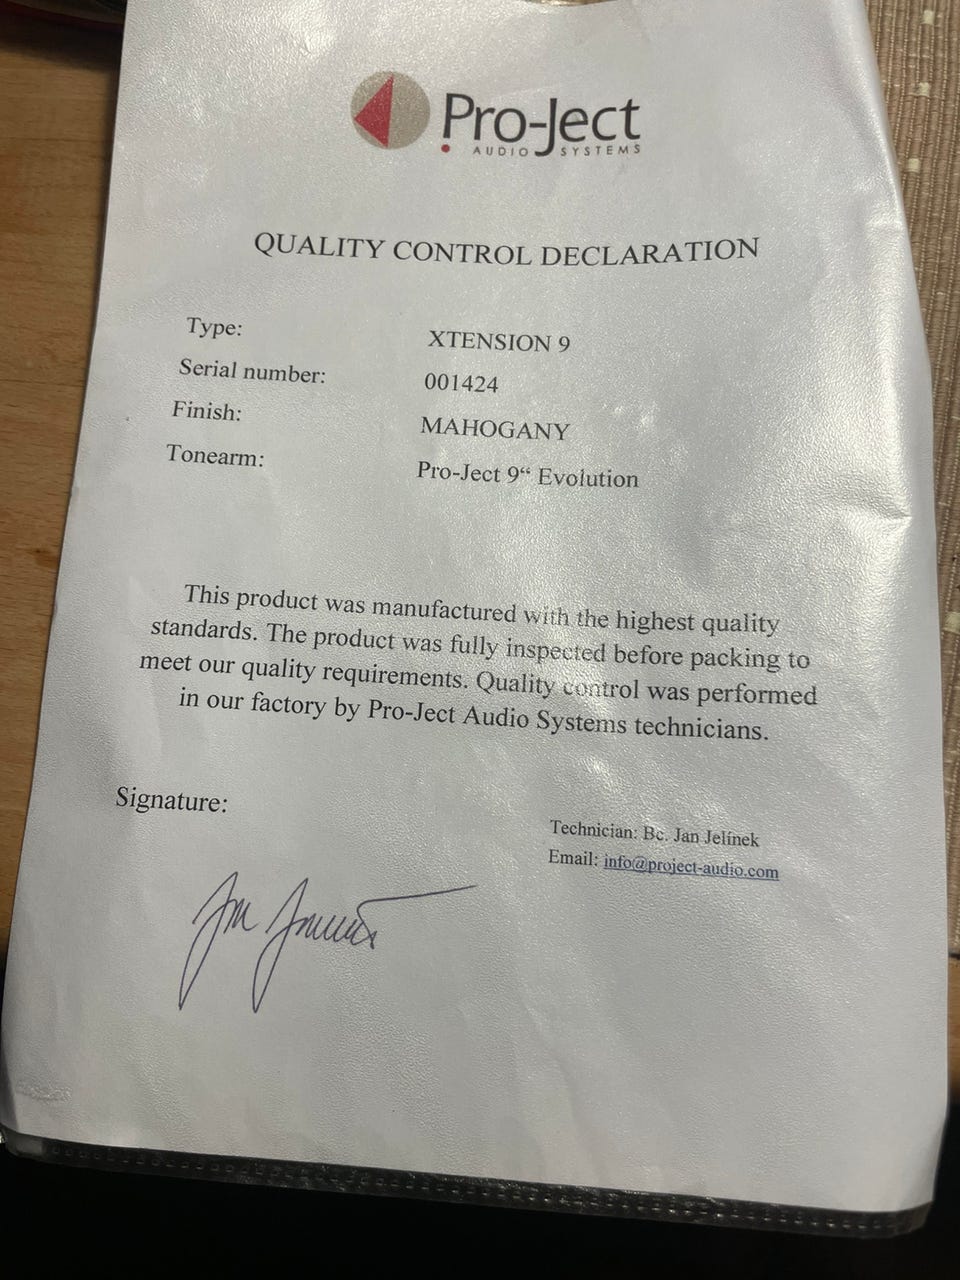 Pro-Ject
AUDIO SYSTEMS
QUALITY CONTROL DECLARATION
Type: XTENSION 9
Serial number: 001424
Finish: MAHOGANY
Tonearm: Pro-Ject 9“ Evolution
This product was manufactured with the highest quality
standards. The product was fully inspected before packing to
meet our quality requirements. Quality control was performed
in our factory by Pro-Ject Audio Systems technicians.
Signature:
Technician: Bc. Jan Jelínek
Email: info@project-audio.com